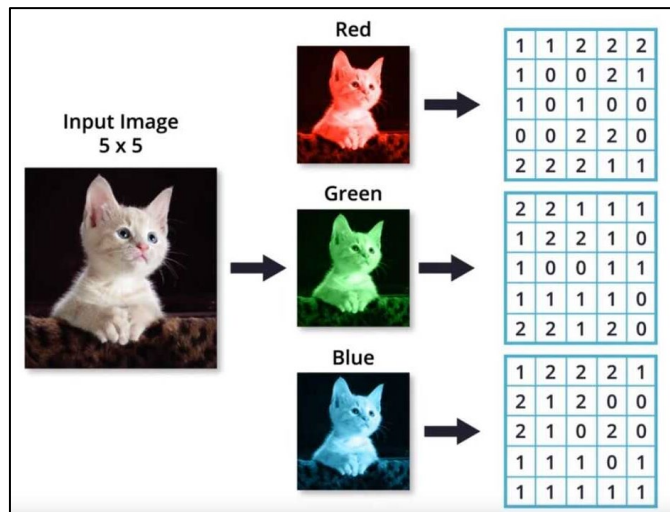 Input Image
5 x 5
Red
1 1 2 2 2
1 0 0 2 1
1 0 1 0 0
0 0 2 2 0
2 2 2 1 1
Green
2 2 1 1 1
1 2 2 1 0
1 0 0 1 1
1 1 1 1 0
2 2 1 2 0
Blue
1 2 2 2 1
2 1 2 0 0
2 1 0 2 0
1 1 1 0 1
1 1 1 1 1